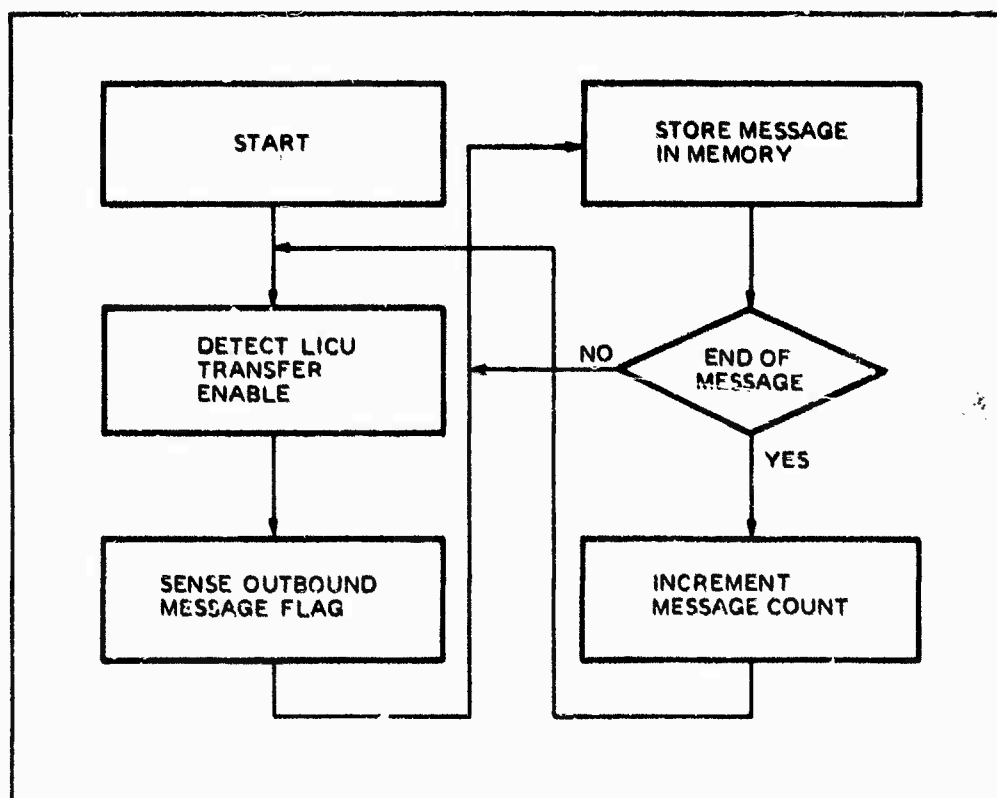 START
DETECT LICU
TRANSFER
ENABLE
SENSE OUTBOUND
MESSAGE FLAG
STORE MESSAGE
IN MEMORY
END OF
MESSAGE
NO
YES
INCREMENT
MESSAGE COUNT